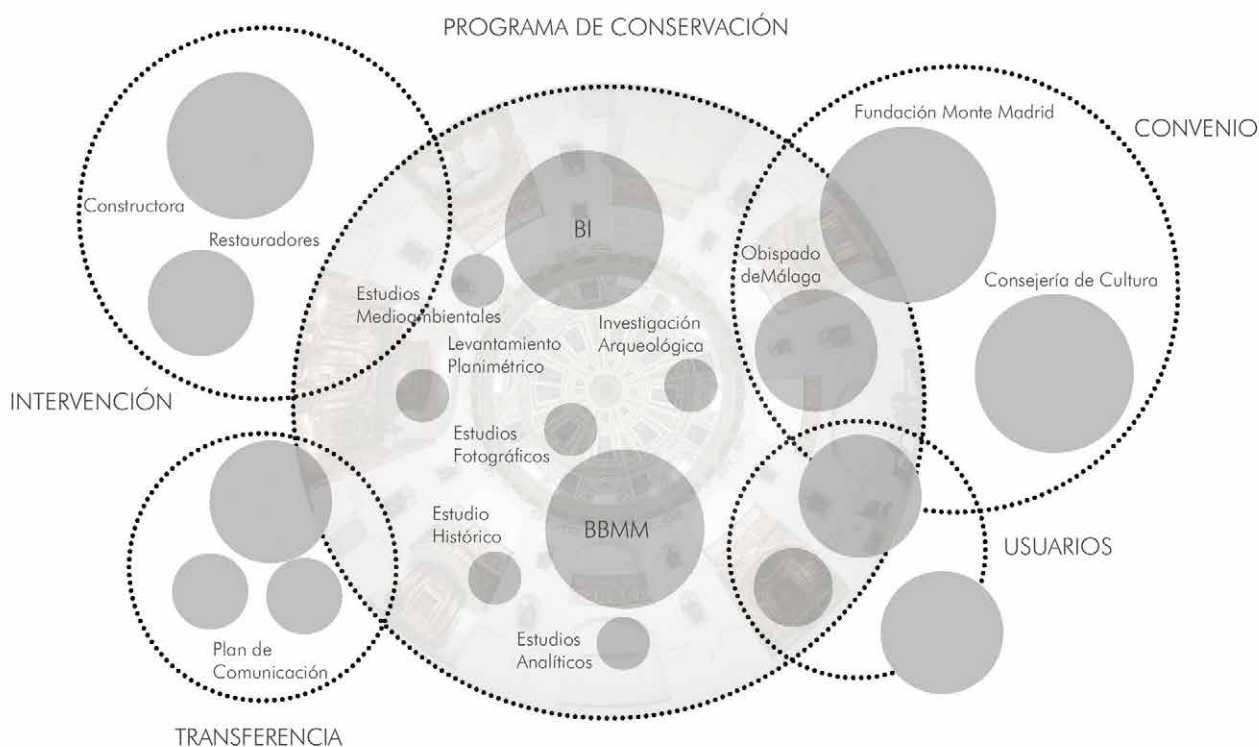 PROGRAMA DE CONSERVACIÓN
Fundación Monte Madrid
CONVENIO
Constructora
Restauradores
BI
Obispado
deMálaga
Consejería de Cultura
Estudios
Medioambientales
Investigación
Arqueológica
Levantamiento
Planimétrico
INTERVENCIÓN
Estudios
Fotográficos
Estudio
Histórico
BBMM
USUARIOS
Estudios
Analíticos
Plan de
Comunicación
TRANSFERENCIA